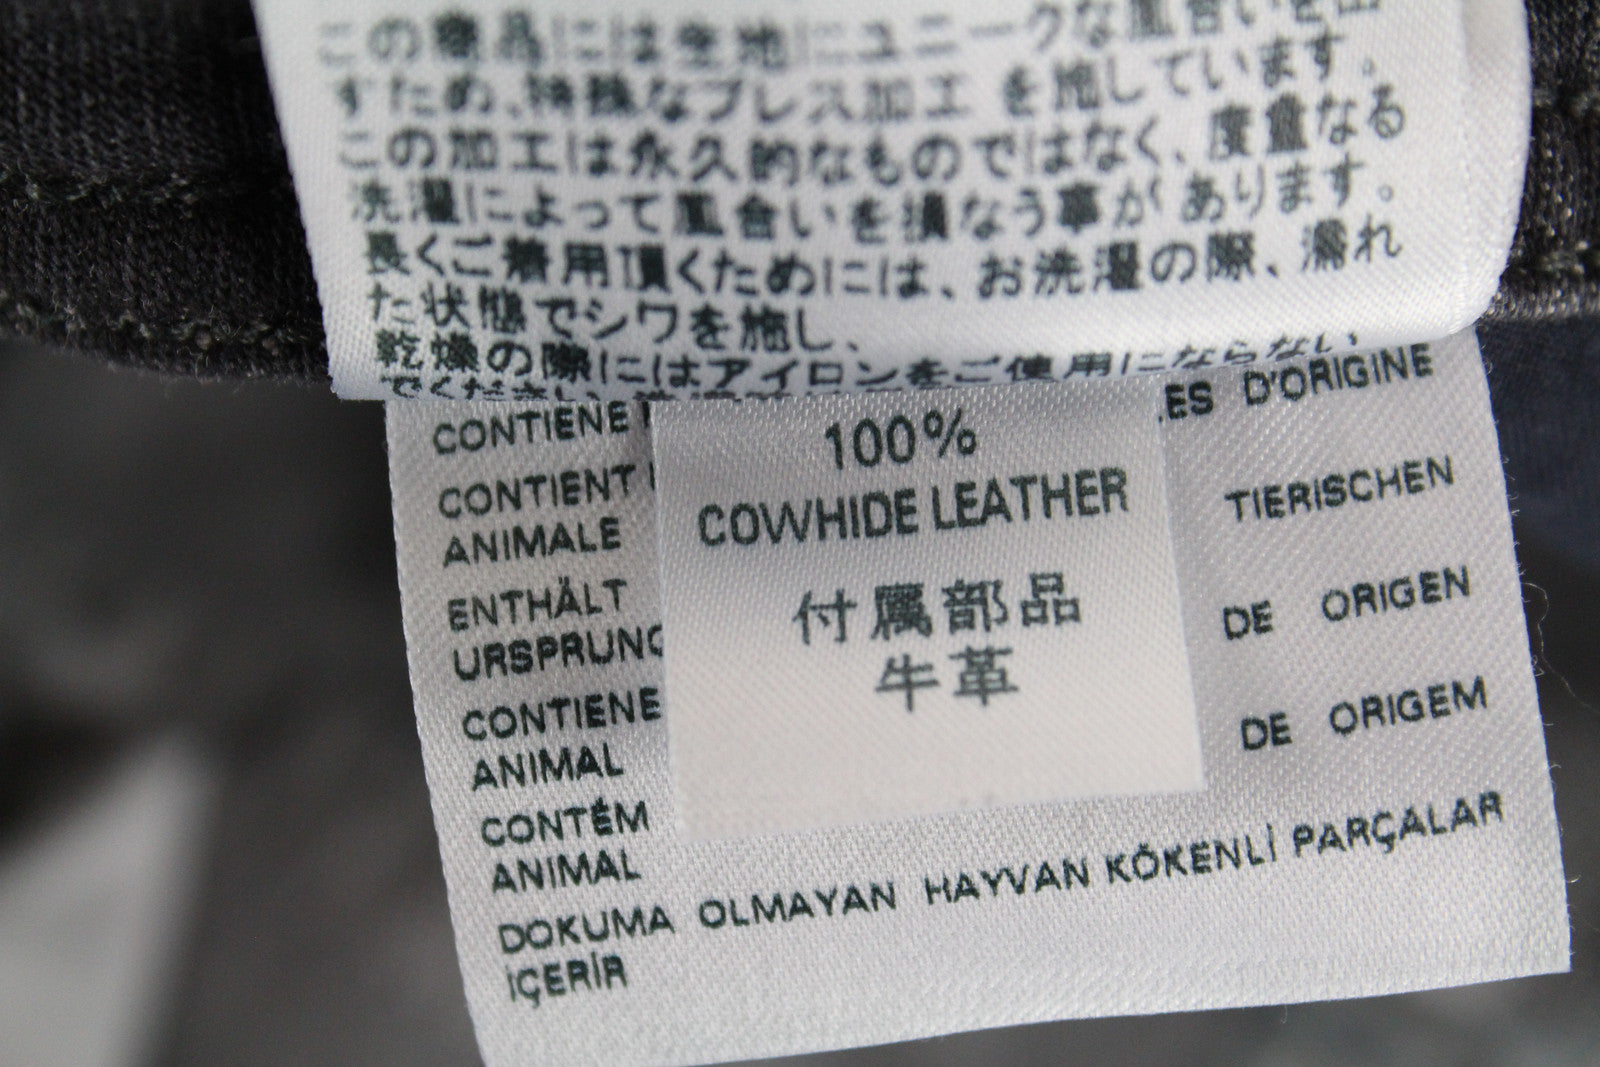 この商品には生地にユニークな風合いを出
すため、特殊なプレス加工 を施しています。
この加工は永久的なものではなく、度重なる
洗濯によって風合いを損なう事が あります。
長くご着用頂くためには、お洗濯の際、濡れ
た状態でシワを施し、
乾燥の際にはアイロンをご使用にならない
でください
CONTIENE
ES D'ORIGINE
CONTIENT
ANIMALE
TIERISCHEN
ENTHÄLT
URSPRUNG
DE ORIGEN
CONTIENE
ANIMAL
DE ORIGEM
CONTÉM
ANIMAL
DOKUMA OLMAYAN HAYVAN KÖKENLİ PARÇALAR
İÇERİR
100%
COWHIDE LEATHER
付属部品
牛革